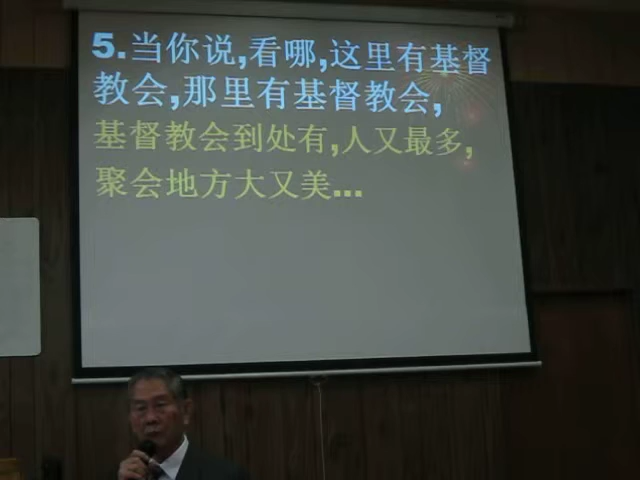 5.当你说,看哪,这里有基督
教会,那里有基督教会,
基督教会到处有,人又最多,
聚会地方大又美...